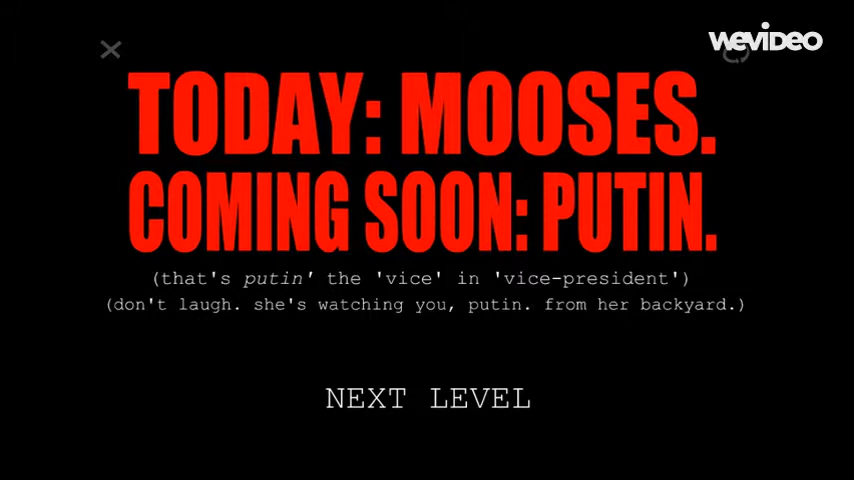 wevideo
TODAY: MOOSES.
COMING SOON: PUTIN.
(that's putin' the 'vice' in 'vice-president')
(don't laugh. she's watching you, putin. from her backyard.)
NEXT LEVEL